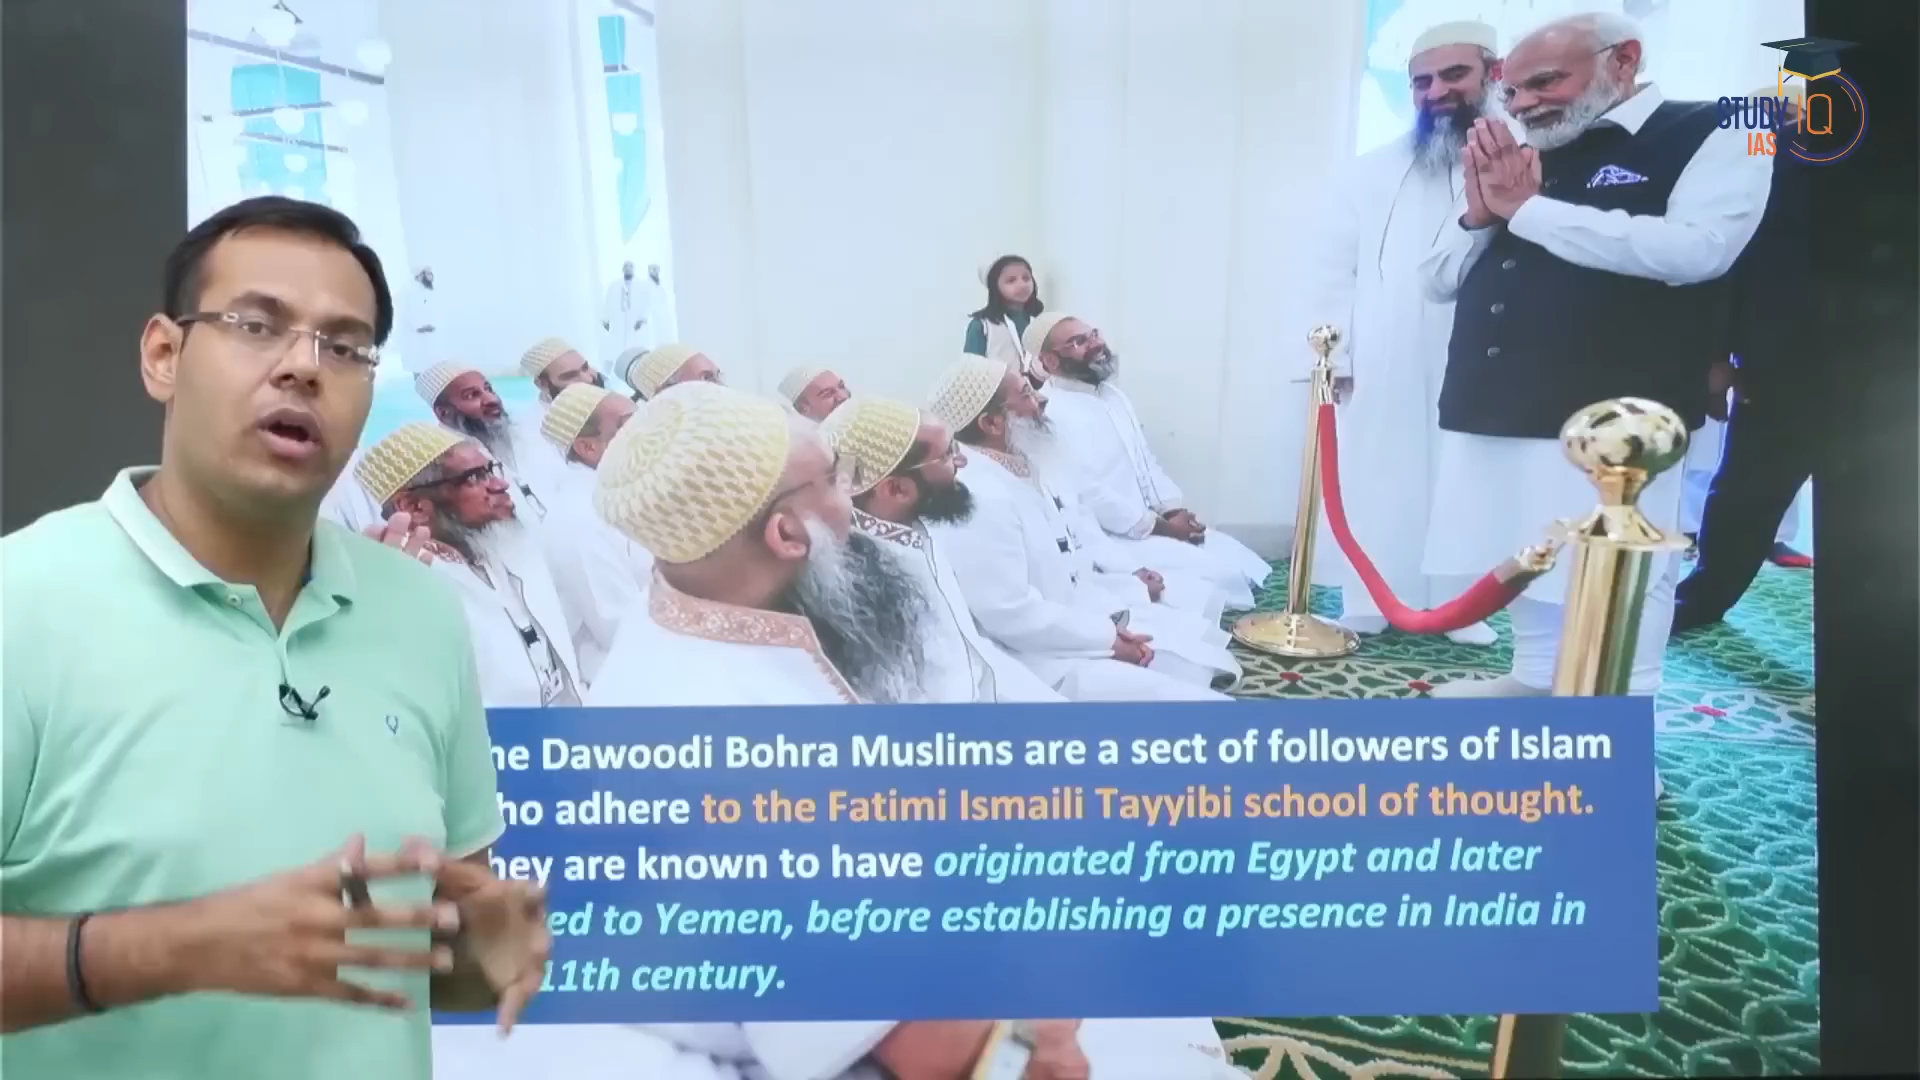 STUDY IQ
IAS
he Dawoodi Bohra Muslims are a sect of followers of Islam
ho adhere to the Fatimi Ismaili Tayyibi school of thought.
hey are known to have originated from Egypt and later
ed to Yemen, before establishing a presence in India in
11th century.